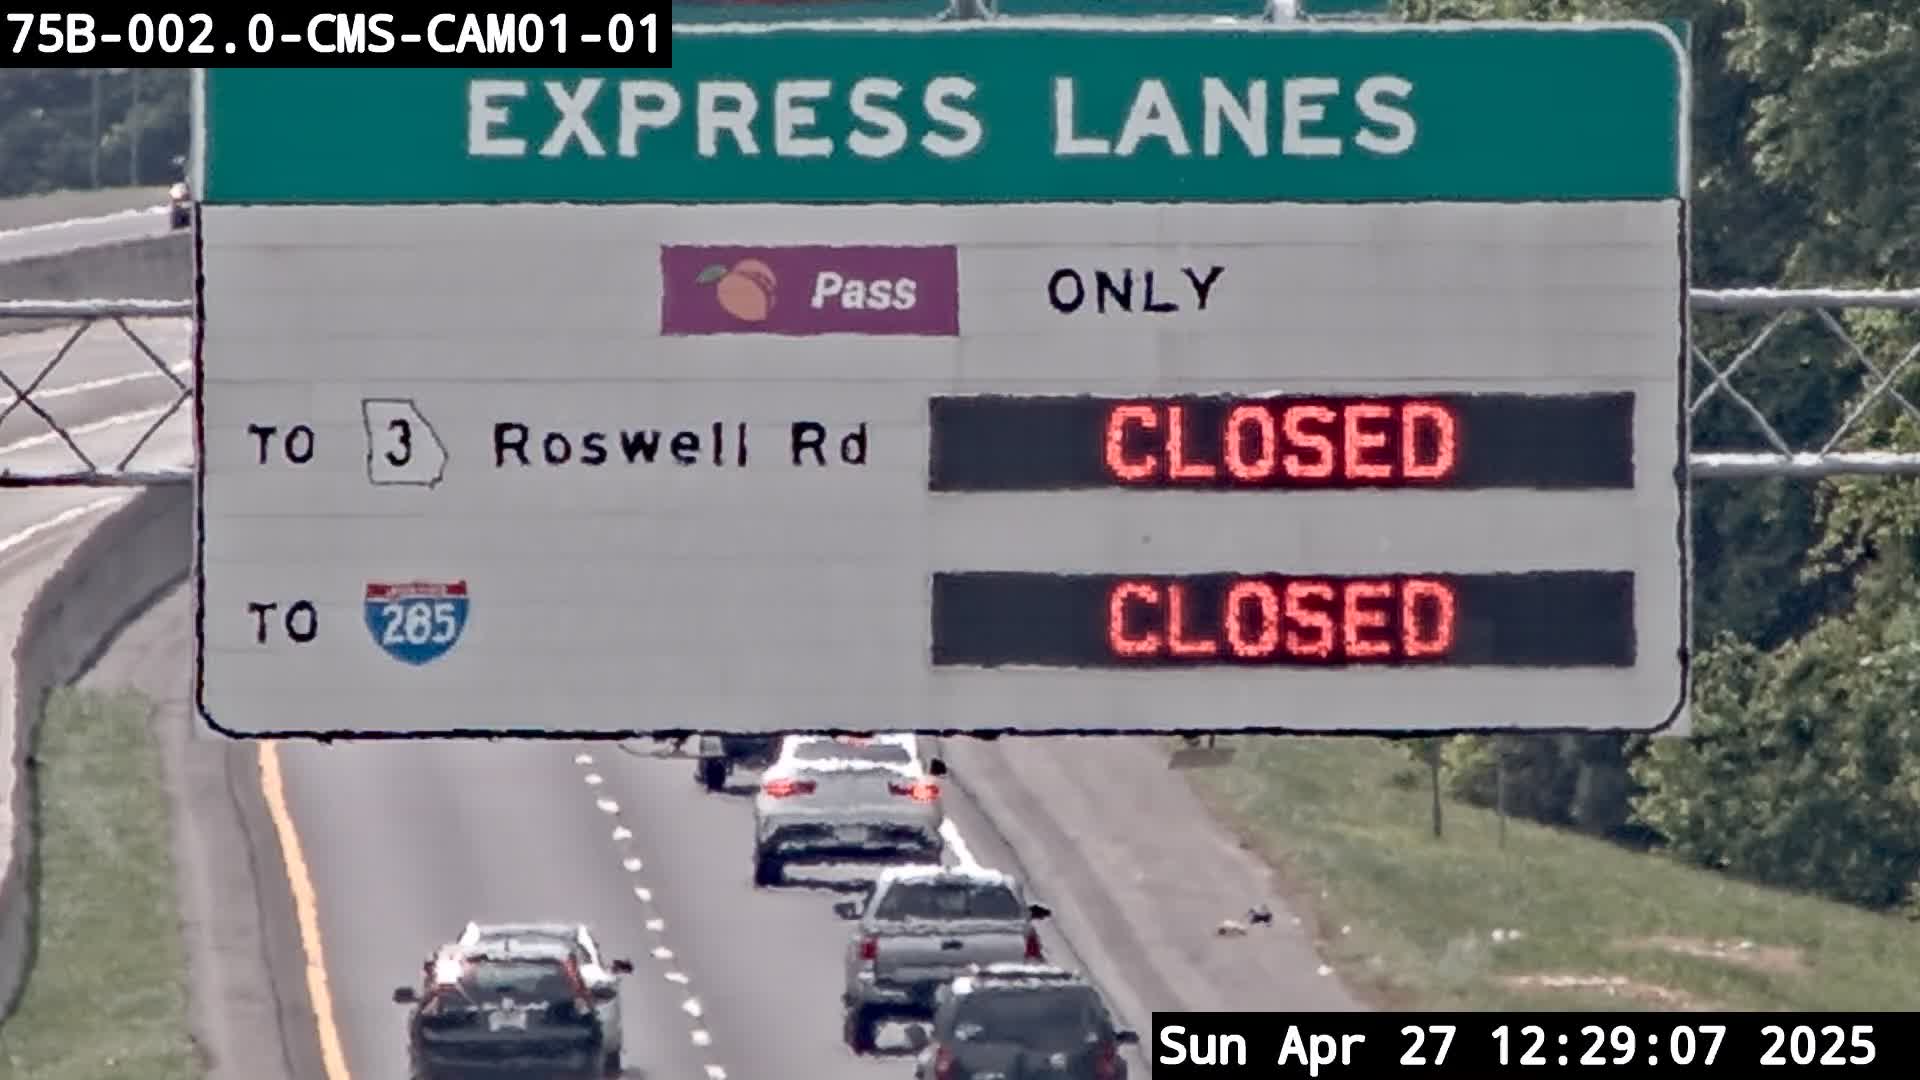 75B-002.0-CMS-CAM01-01
EXPRESS LANES
Pass ONLY
TO 3 Roswell Rd CLOSED
TO 285 CLOSED
Sun Apr 27 12:29:07 2025